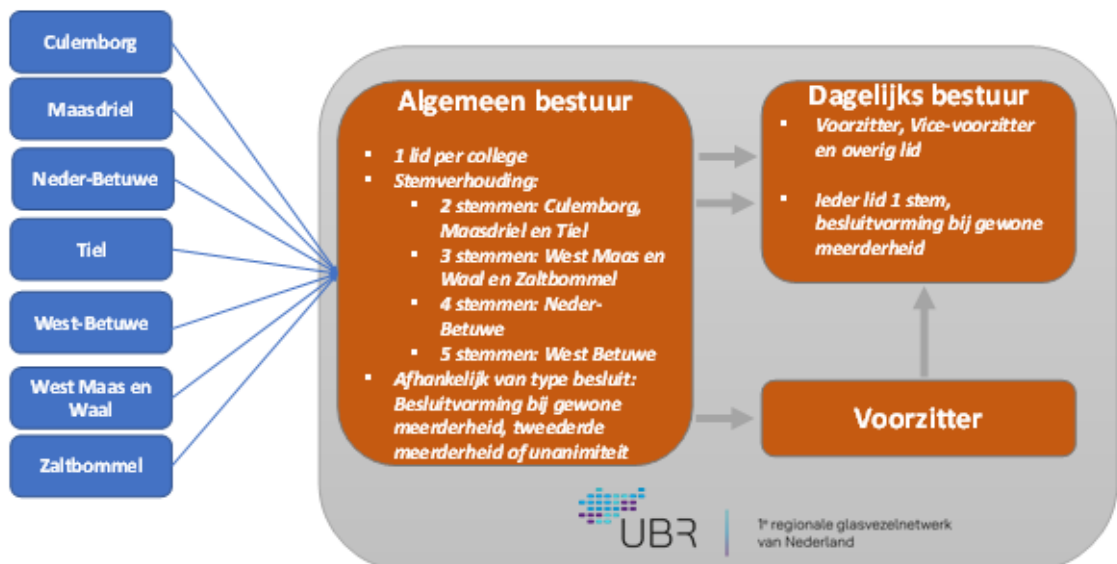 Culemborg
Maasdriel
Neder-Betuwe
Tiel
West-Betuwe
West Maas en
Waal
Zaltbommel
Algemeen bestuur
▪ 1 lid per college
▪ Stemverhouding:
▪ 2 stemmen: Culemborg,
Maasdriel en Tiel
▪ 3 stemmen: West Maas en
Waal en Zaltbommel
▪ 4 stemmen: Neder-
Betuwe
▪ 5 stemmen: West Betuwe
▪ Afhankelijk van type besluit:
Besluitvorming bij gewone
meerderheid, tweederde
meerderheid of unanimiteit
Dagelijks bestuur
▪ Voorzitter, Vice-voorzitter
en overig lid
▪ Ieder lid 1 stem,
besluitvorming bij gewone
meerderheid
Voorzitter
UBR
1e regionale glasvezelnetwerk
van Nederland